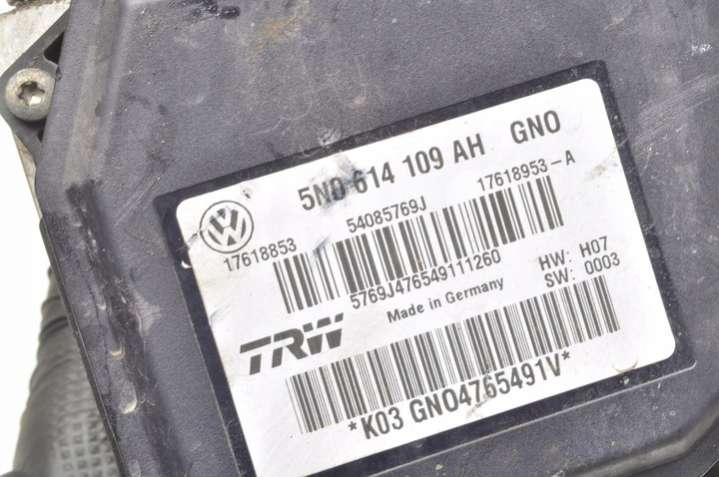 5N0 614 109 AH GNO
54085769J 17618953-A
17618853
5769J476549111260
HW: H07
SW: 0003
Made in Germany
TRW
*K03 GNO4765491V*